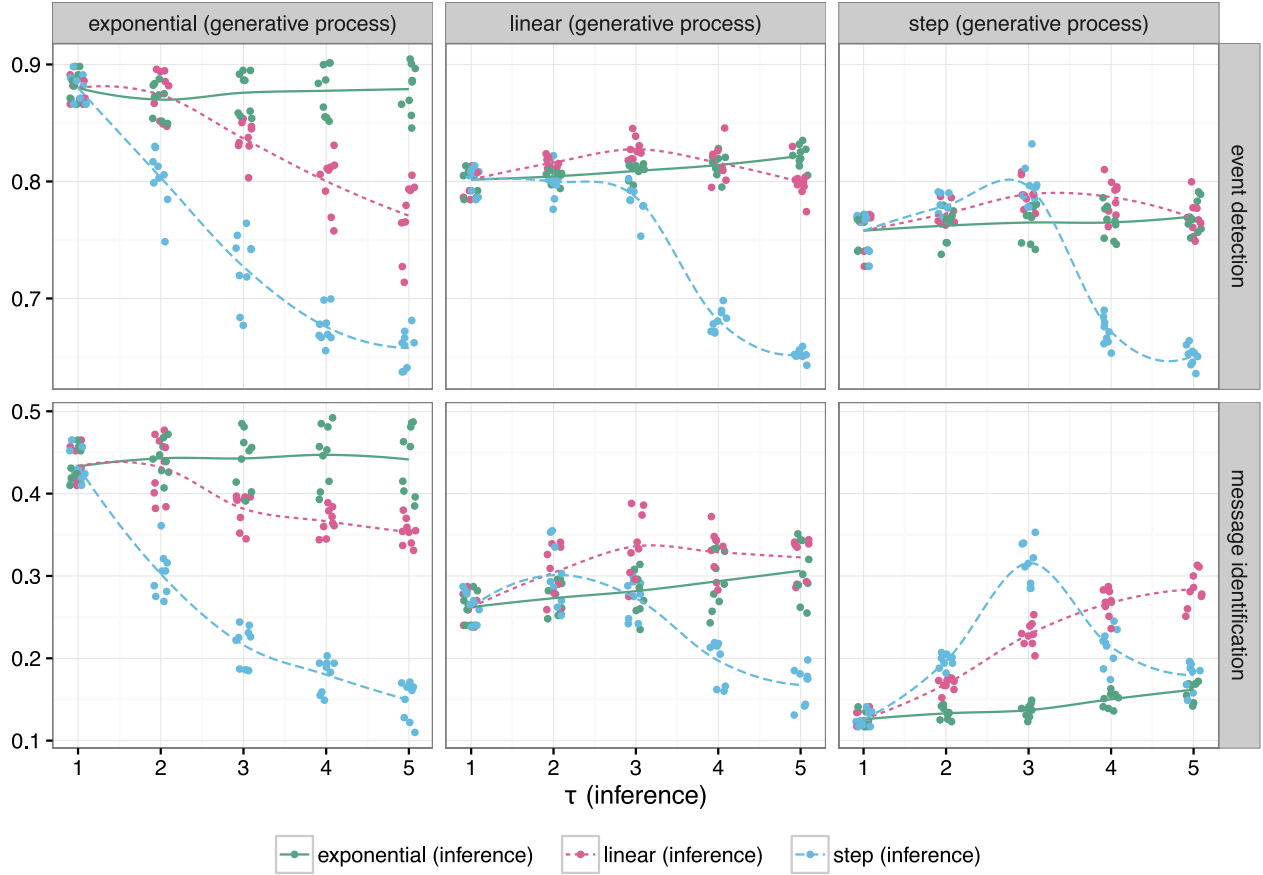 exponential (generative process) linear (generative process) step (generative process)
0.9
0.8
0.7
event detection
0.5
0.4
0.3
0.2
0.1
message identification
1 2 3 4 5 1 2 3 4 5 1 2 3 4 5
τ (inference)
exponential (inference) linear (inference) step (inference)